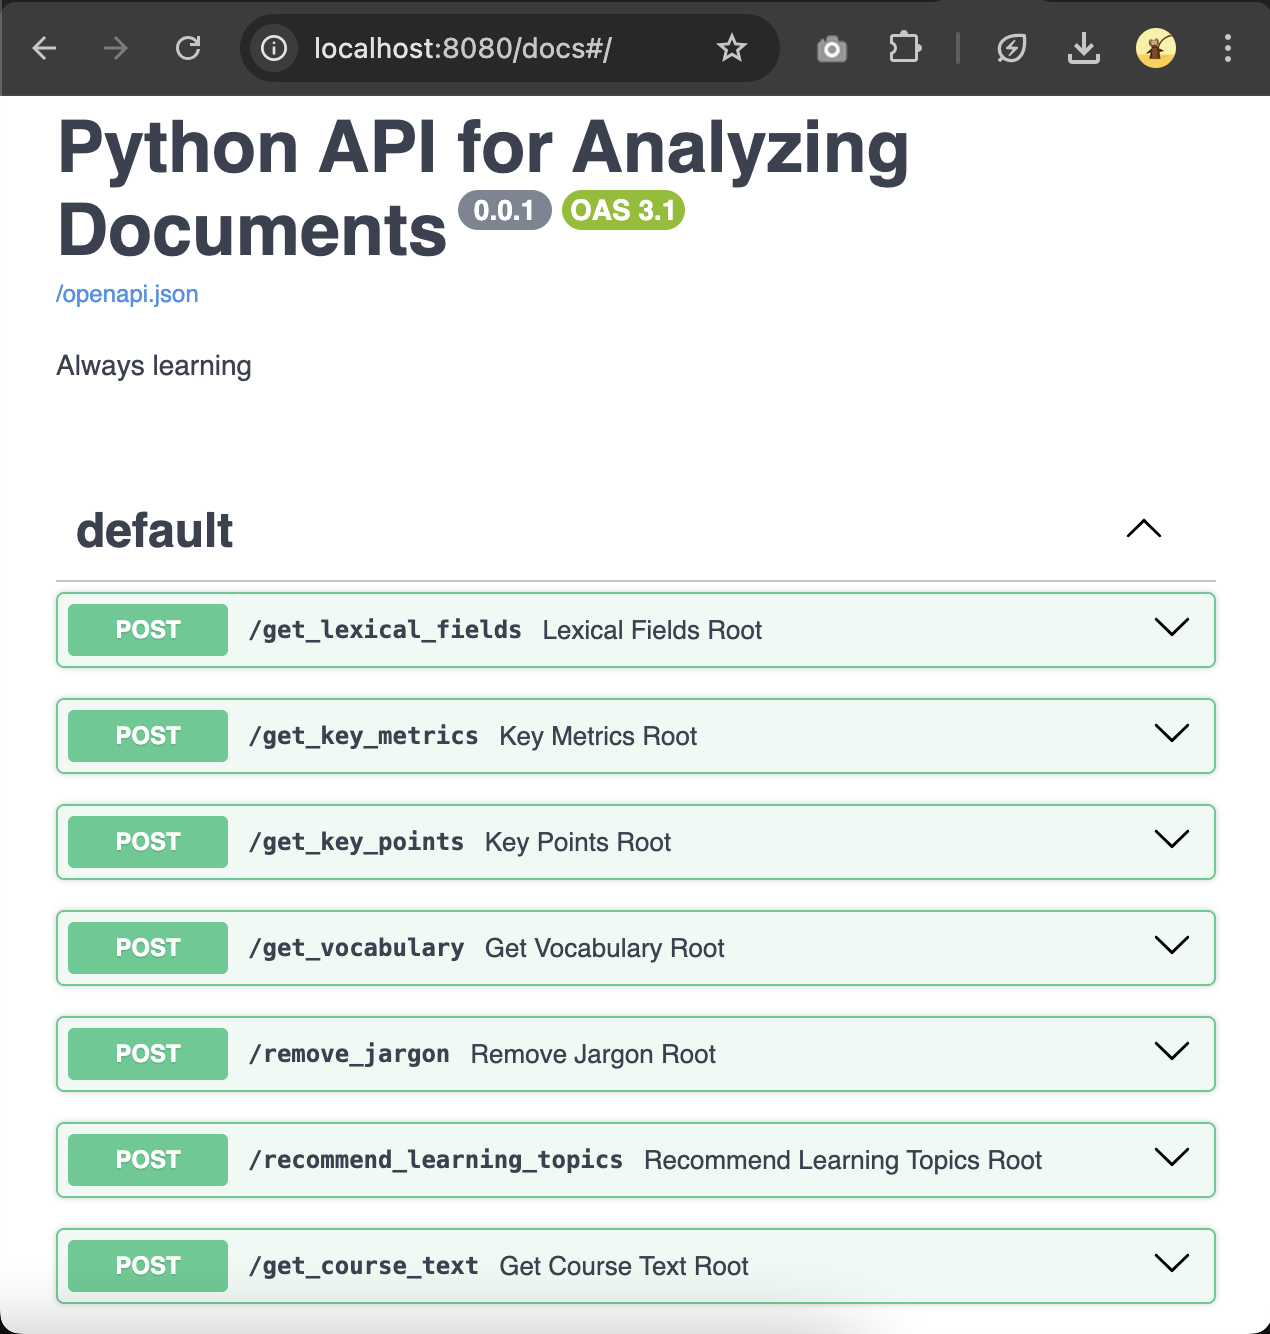 localhost:8080/docs#/
Python API for Analyzing
Documents 0.0.1 OAS 3.1
/openapi.json
Always learning
default
POST /get_lexical_fields Lexical Fields Root
POST /get_key_metrics Key Metrics Root
POST /get_key_points Key Points Root
POST /get_vocabulary Get Vocabulary Root
POST /remove_jargon Remove Jargon Root
POST /recommend_learning_topics Recommend Learning Topics Root
POST /get_course_text Get Course Text Root